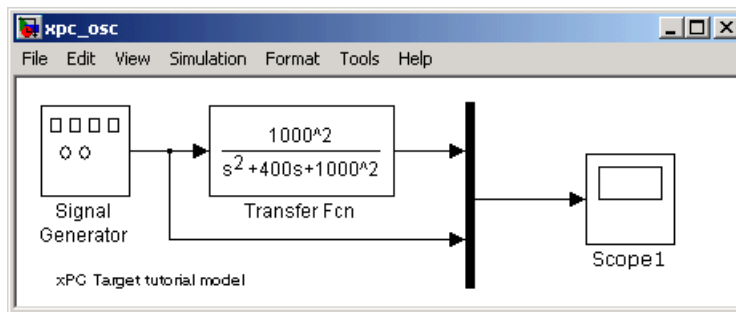 xpc_osc
File Edit View Simulation Format Tools Help
1000^2
s^2+400s+1000^2
Signal
Generator
Transfer Fcn
Scope1
xPC Target tutorial model